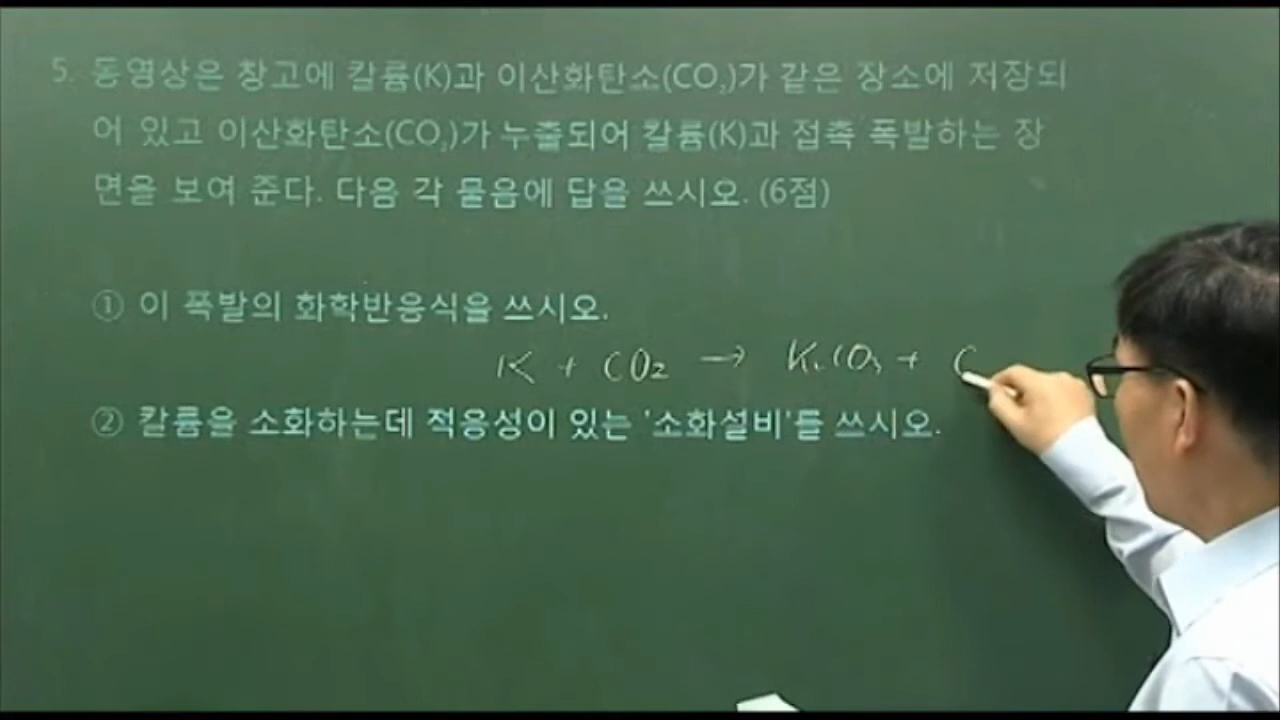 5. 동영상은 창고에 칼륨(K)과 이산화탄소(CO₂)가 같은 장소에 저장되
어 있고 이산화탄소(CO₂)가 누출되어 칼륨(K)과 접촉 폭발하는 장
면을 보여 준다. 다음 각 물음에 답을 쓰시오. (6점)
① 이 폭발의 화학반응식을 쓰시오.
K + CO₂ → K₂CO₃ + C
② 칼륨을 소화하는데 적응성이 있는 '소화설비'를 쓰시오.